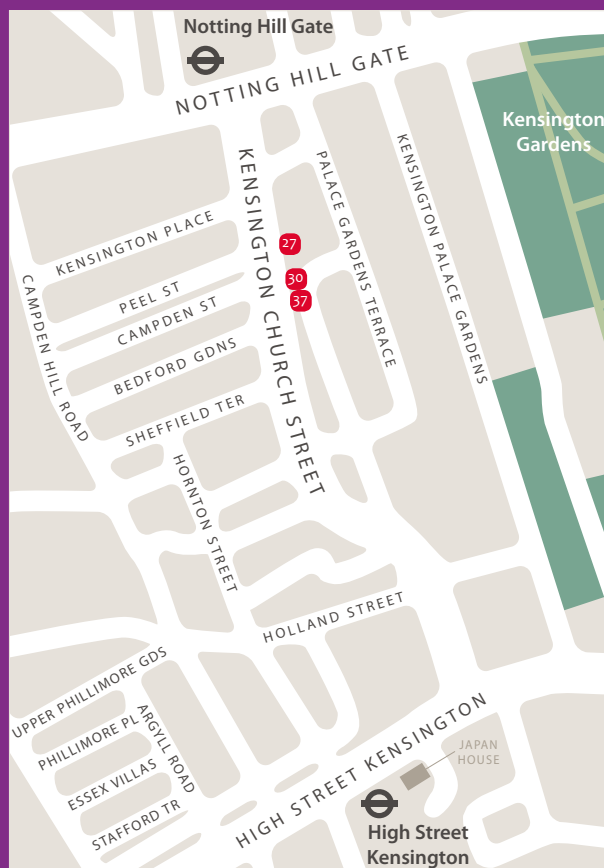 Notting Hill Gate
NOTTING HILL GATE
Kensington
Gardens
KENSINGTON CHURCH STREET
PALACE GARDENS TERRACE
KENSINGTON PALACE GARDENS
KENSINGTON PLACE
27
30
37
PEEL ST
CAMPDEN ST
CAMPDEN HILL ROAD
BEDFORD GDNS
SHEFFIELD TER
HORNTON STREET
HOLLAND STREET
UPPER PHILLIMORE GDS
PHILLIMORE PL
ARGYLL ROAD
ESSEX VILLAS
STAFFORD TR
HIGH STREET KENSINGTON
JAPAN
HOUSE
High Street
Kensington